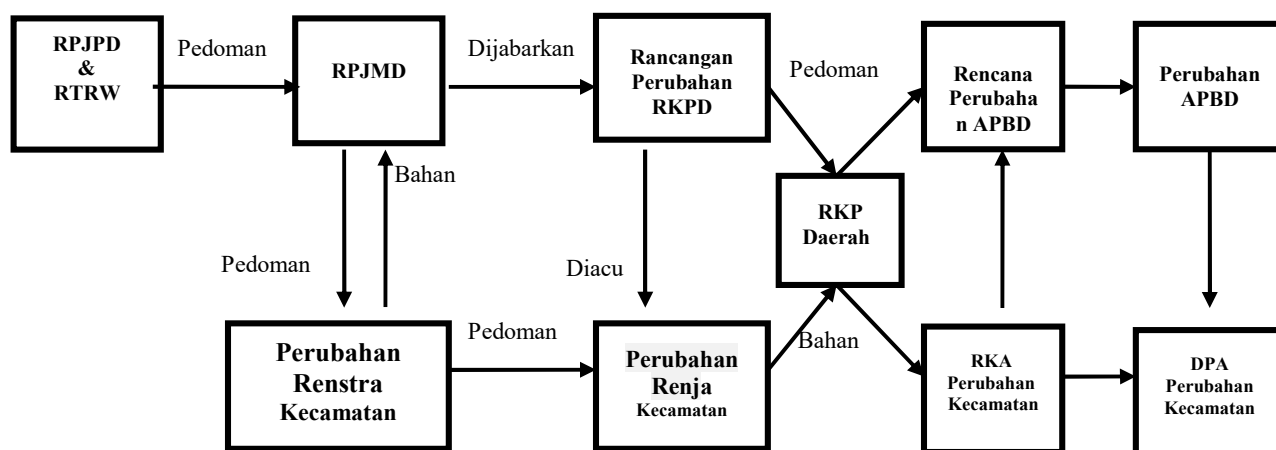 RPJPD
&
RTRW
Pedoman
RPJMD
Dijabarkan
Rancangan
Perubahan
RKPD
Pedoman
Rencana
Perubaha
n APBD
Perubahan
APBD
Bahan
RKP
Daerah
Pedoman
Diacu
Perubahan
Renstra
Kecamatan
Pedoman
Perubahan
Renja
Kecamatan
Bahan
RKA
Perubahan
Kecamatan
DPA
Perubahan
Kecamatan